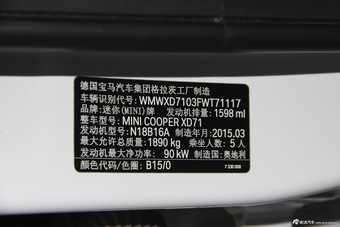 德国宝马汽车集团格拉茨工厂制造
车辆识别代号: WMWXD7103FWT71117
品牌: 迷你(MINI)牌 发动机排量: 1598 ml
整车型号: MINI COOPER XD71
发动机型号: N18B16A 制造年月: 2015.03
最大允许总质量: 1890 kg 乘坐人数: 5 人
发动机最大净功率: 90 kW 制造国: 奥地利
颜色代码/色圈: B15/0 7 330 008